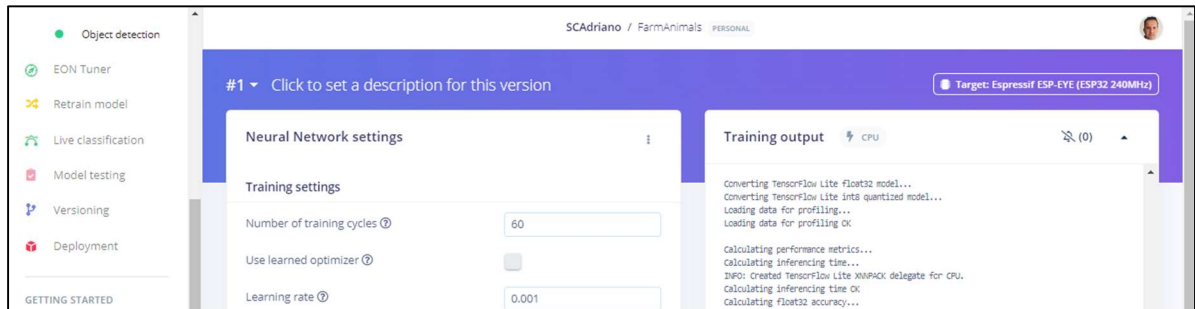 SCAdriano / FarmAnimals PERSONAL
Object detection
EON Tuner
Retrain model
Live classification
Model testing
Versioning
Deployment
GETTING STARTED
#1 Click to set a description for this version
Target: Espressif ESP-EYE (ESP32 240MHz)
Neural Network settings
Training settings
Number of training cycles ? 60
Use learned optimizer ?
Learning rate ? 0.001
Training output CPU (0)
Converting TensorFlow Lite float32 model...
Converting TensorFlow Lite int8 quantized model...
Loading data for profiling...
Loading data for profiling OK
Calculating performance metrics...
Calculating inferencing time...
INFO: Created TensorFlow Lite XNNPACK delegate for CPU.
Calculating inferencing time OK
Calculating float32 accuracy...